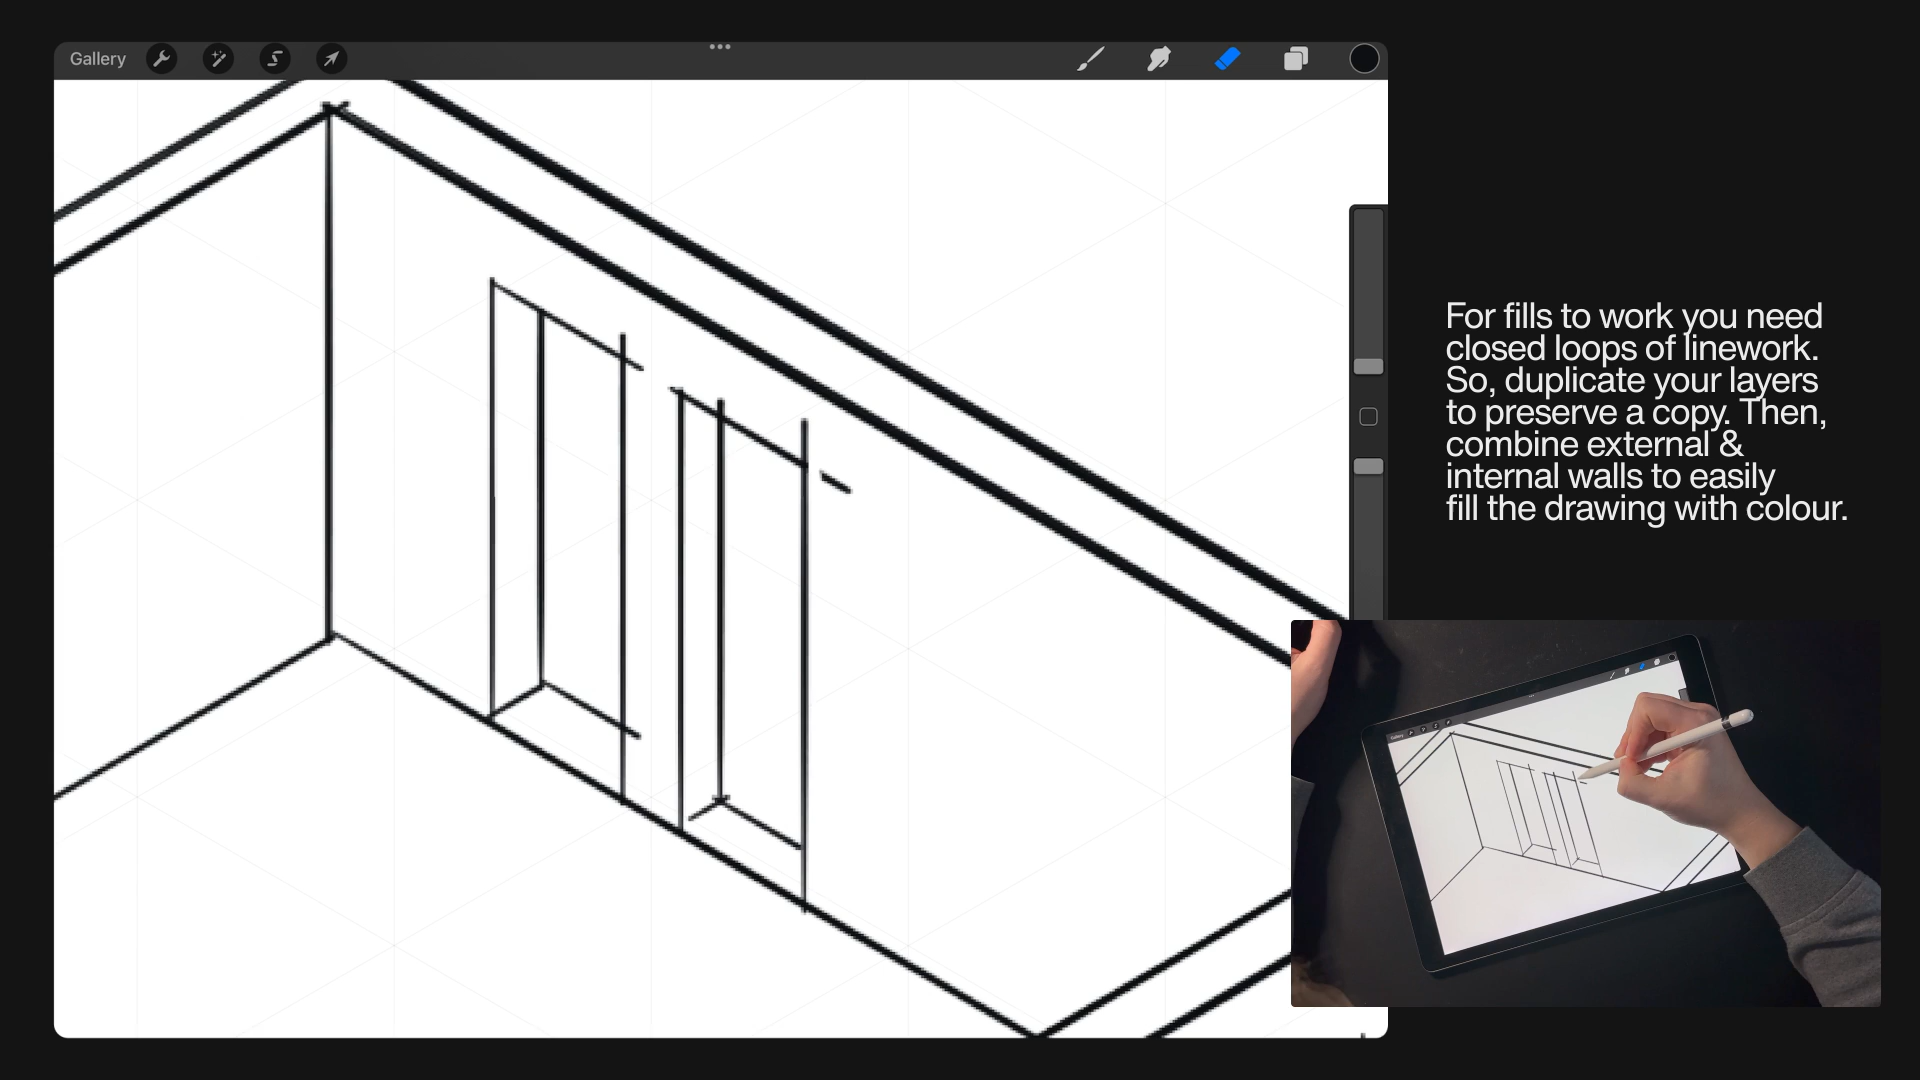 Gallery
For fills to work you need
closed loops of linework.
So, duplicate your layers
to preserve a copy. Then,
combine external &
internal walls to easily
fill the drawing with colour.